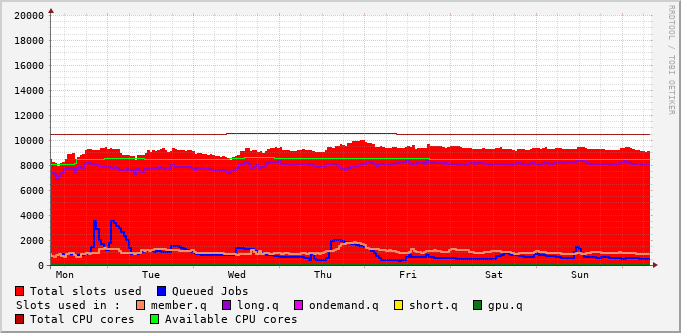 20000
18000
16000
14000
12000
10000
8000
6000
4000
2000
0
Mon Tue Wed Thu Fri Sat Sun
RRDTOOL / TOBI OETIKER
Total slots used Queued Jobs
Slots used in : member.q long.q ondemand.q short.q gpu.q
Total CPU cores Available CPU cores